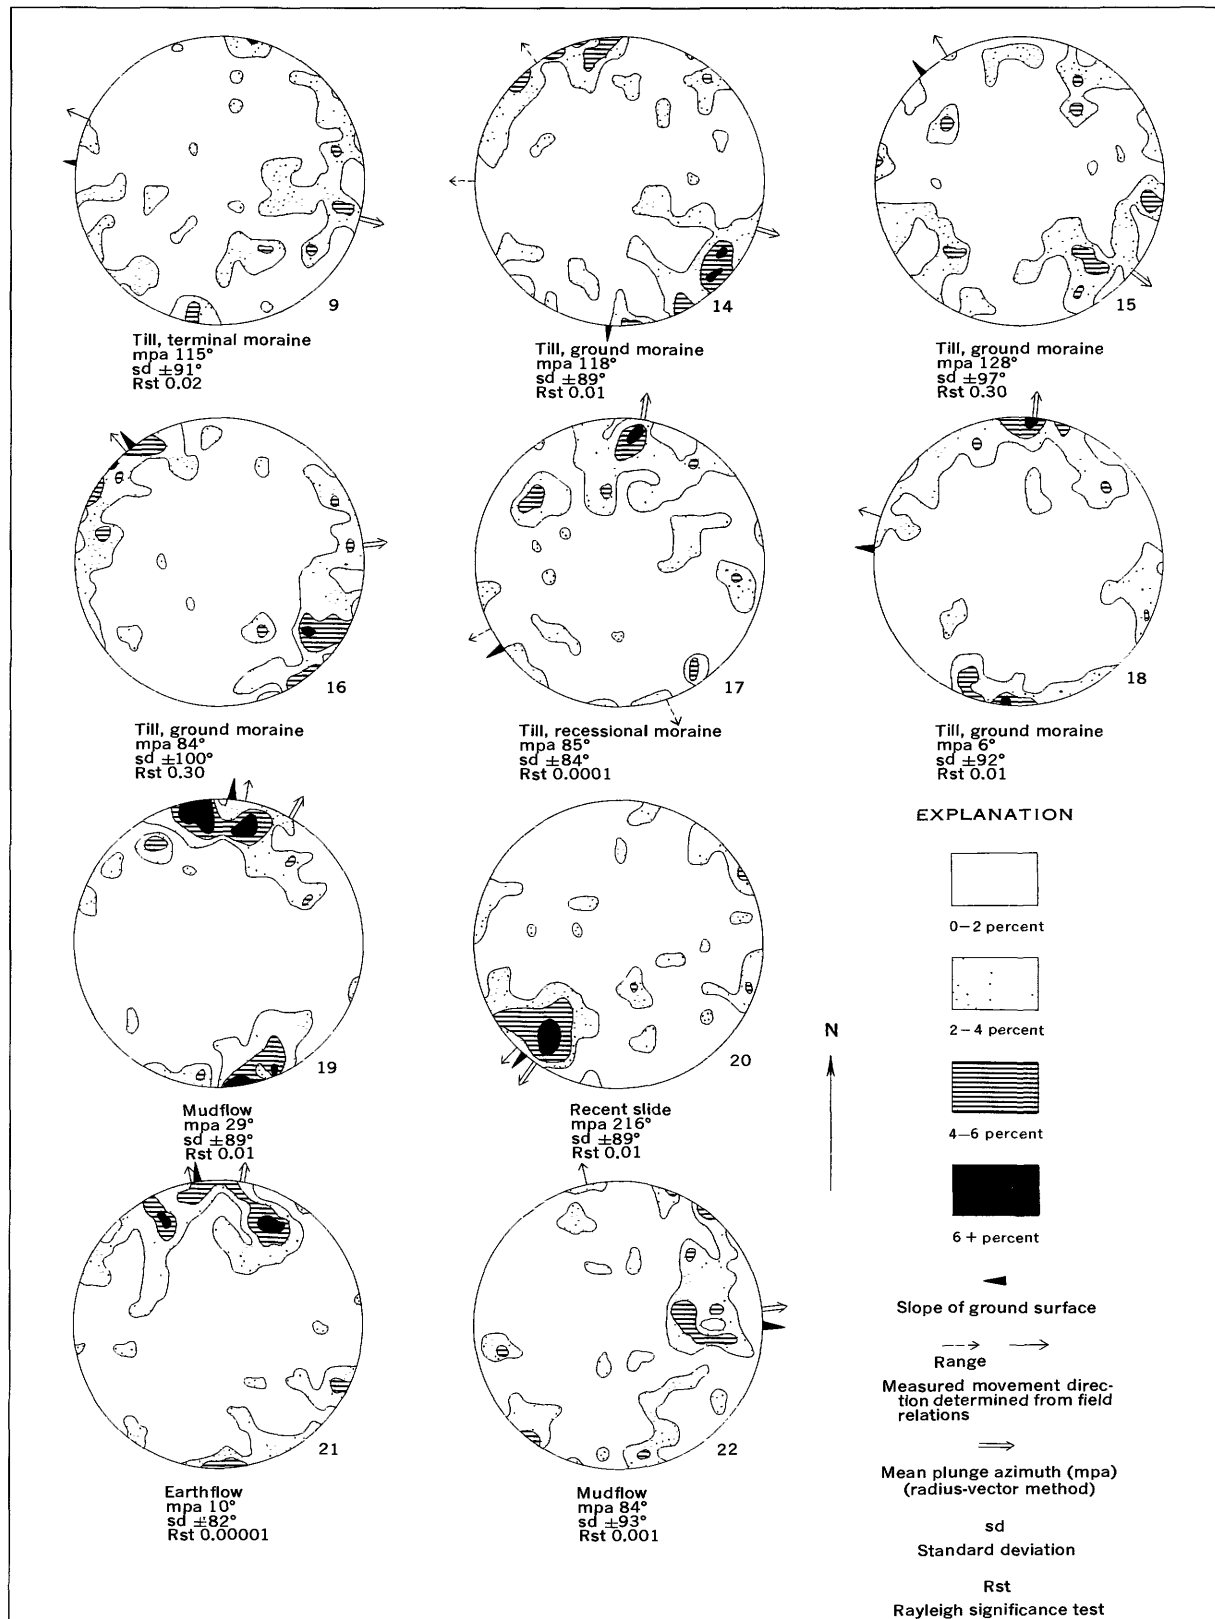 9
Till, terminal moraine
mpa 115°
sd ±91°
Rst 0.02
14
Till, ground moraine
mpa 118°
sd ±89°
Rst 0.01
15
Till, ground moraine
mpa 128°
sd ±97°
Rst 0.30
16
Till, ground moraine
mpa 84°
sd ±100°
Rst 0.30
17
Till, recessional moraine
mpa 85°
sd ±84°
Rst 0.0001
18
Till, ground moraine
mpa 6°
sd ±92°
Rst 0.01
19
Mudflow
mpa 29°
sd ±89°
Rst 0.01
20
Recent slide
mpa 216°
sd ±89°
Rst 0.01
21
Earthflow
mpa 10°
sd ±82°
Rst 0.00001
22
Mudflow
mpa 84°
sd ±93°
Rst 0.001
N
EXPLANATION
0–2 percent
2–4 percent
4–6 percent
6 + percent
Slope of ground surface
Range
Measured movement direc-
tion determined from field
relations
Mean plunge azimuth (mpa)
(radius-vector method)
sd
Standard deviation
Rst
Rayleigh significance test